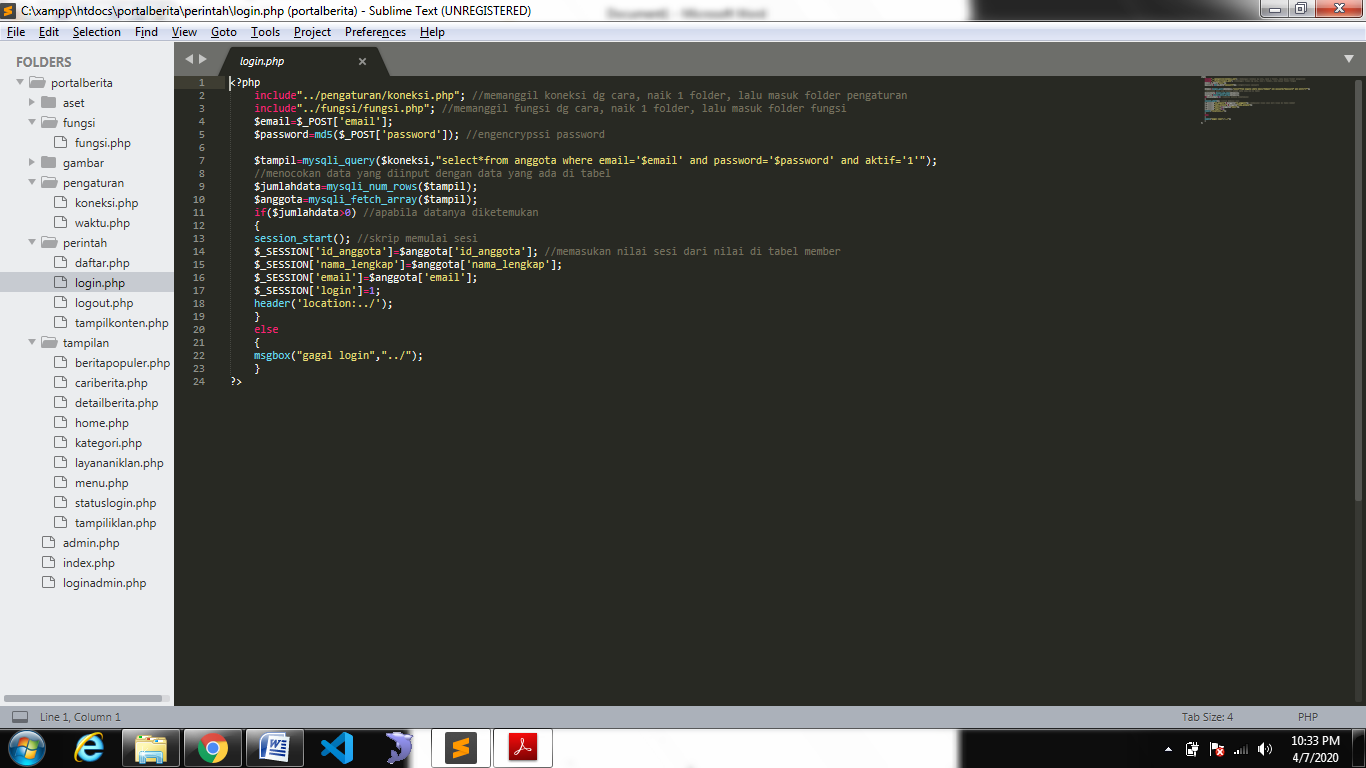 C:\xampp\htdocs\portalberita\perintah\login.php (portalberita) - Sublime Text (UNREGISTERED)
Document1 - Microsoft Word
File Edit Selection Find View Goto Tools Project Preferences Help
FOLDERS
portalberita
aset
fungsi
fungsi.php
gambar
pengaturan
koneksi.php
waktu.php
perintah
daftar.php
login.php
logout.php
tampilkonten.php
tampilan
beritapopuler.php
cariberita.php
detailberita.php
home.php
kategori.php
layananiklan.php
menu.php
statuslogin.php
tampiliklan.php
admin.php
index.php
loginadmin.php
login.php
1 <?php
2 include"../pengaturan/koneksi.php"; //memanggil koneksi dg cara, naik 1 folder, lalu masuk folder pengaturan
3 include"../fungsi/fungsi.php"; //memanggil fungsi dg cara, naik 1 folder, lalu masuk folder fungsi
4 $email=$_POST['email'];
5 $password=md5($_POST['password']); //engencrypssi password
6
7 $tampil=mysqli_query($koneksi,"select*from anggota where email='$email' and password='$password' and aktif='1'");
8 //menocokan data yang diinput dengan data yang ada di tabel
9 $jumlahdata=mysqli_num_rows($tampil);
10 $anggota=mysqli_fetch_array($tampil);
11 if($jumlahdata>0) //apabila datanya diketemukan
12 {
13 session_start(); //skrip memulai sesi
14 $_SESSION['id_anggota']=$anggota['id_anggota']; //memasukan nilai sesi dari nilai di tabel member
15 $_SESSION['nama_lengkap']=$anggota['nama_lengkap'];
16 $_SESSION['email']=$anggota['email'];
17 $_SESSION['login']=1;
18 header('location:../');
19 }
20 else
21 {
22 msgbox("gagal login","../");
23 }
24 ?>
Line 1, Column 1
Tab Size: 4
PHP
10:33 PM
4/7/2020